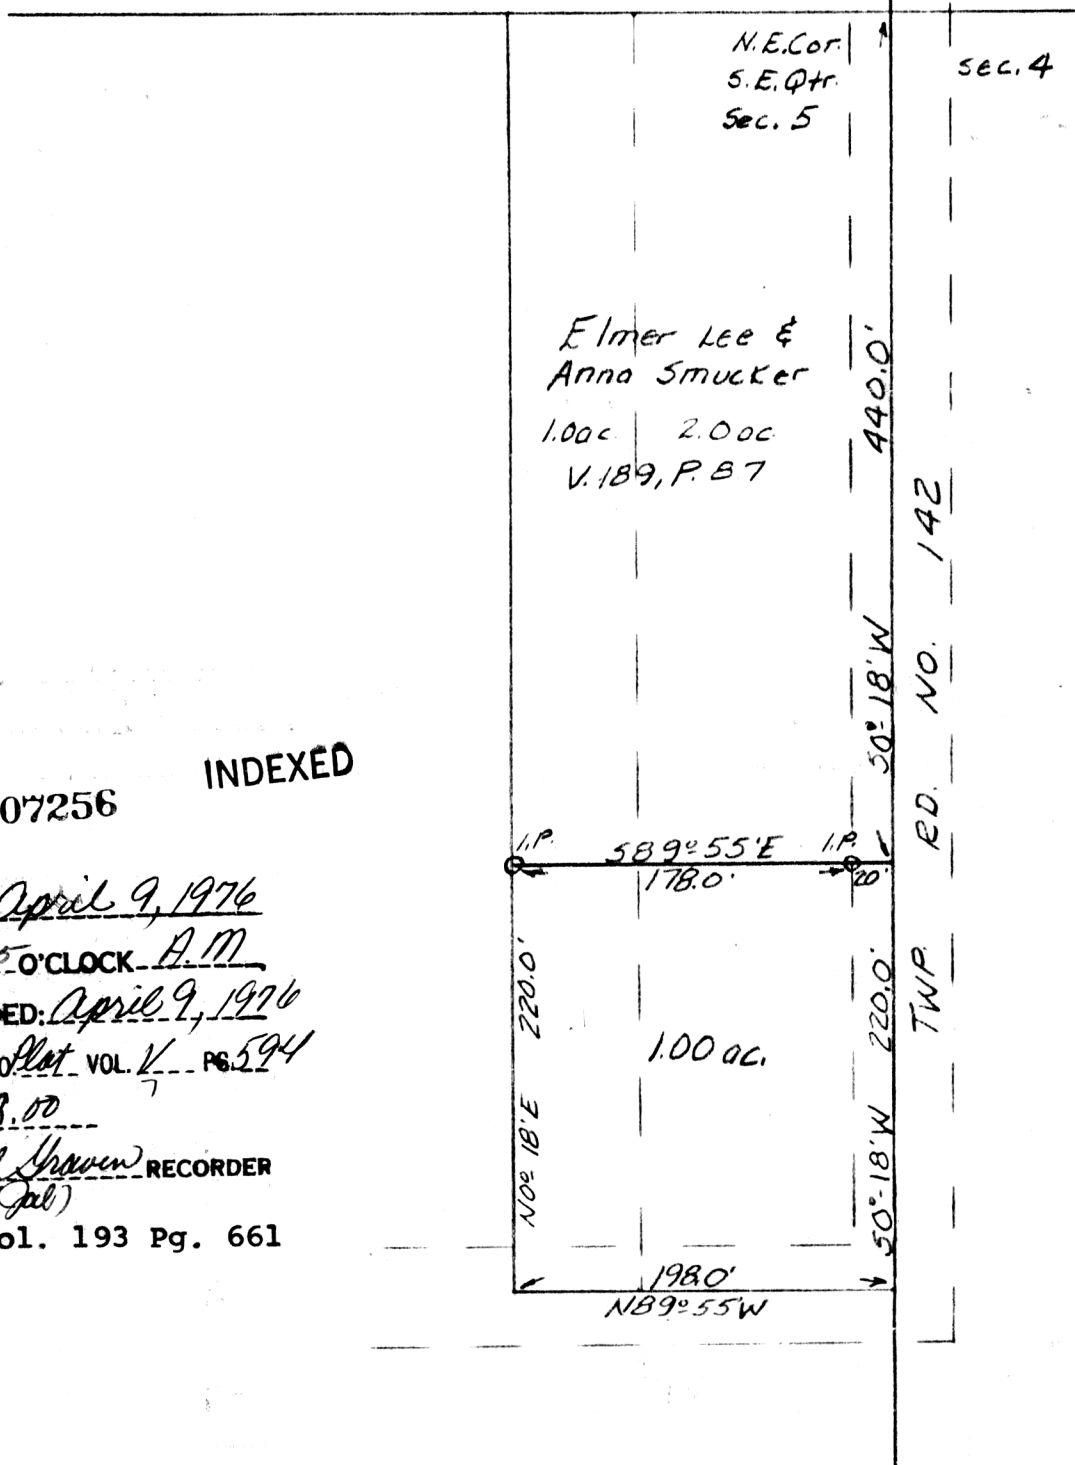 N.E.Cor.
S.E.Qtr.
Sec. 5
sec. 4
Elmer Lee &
Anna Smucker
1.0ac. 2.0ac.
V.189, P.87
440.0'
S0°-18'W
TWP. RD. NO. 142
I.P. S89°55'E I.P.
178.0' 20'
N0° 18'E 220.0'
1.00 ac.
S0°-18'W 220.0'
198.0'
N89°55'W
INDEXED
07256
April 9, 1976
O'CLOCK A.M.
ED: April 9, 1976
Plat VOL. V PG. 594
7
.00
RECORDER
ol. 193 Pg. 661